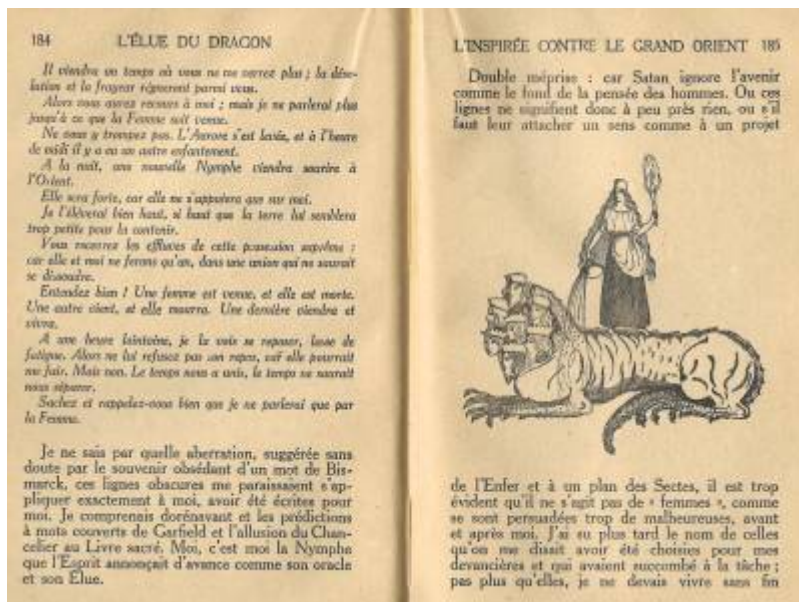 184 L'ÉLUE DU DRAGON
Il viendra un temps où vous ne me verrez plus ; la déso-
lation et la frayeur régneront parmi vous.
Alors vous aurez recours à moi ; mais je ne parlerai plus
jusqu'à ce que la Femme soit venue.
Ne vous y trompez pas. L'Aurore s'est levée, et à l'heure
de midi il y a eu un autre enfantement.
A la nuit, une nouvelle Nymphe viendra sourire à
l'Orient.
Elle sera forte, car elle ne s'appuiera que sur moi.
Je l'élèverai bien haut, si haut que la terre lui semblera
trop petite pour la contenir.
Vous recevrez les effluves de cette possession suprême :
car elle et moi ne ferons qu'un, dans une union qui ne saurait
se dissoudre.
Entendez bien ! Une femme est venue, et elle est morte.
Une autre vient, et elle mourra. Une dernière viendra et
vivra.
A une heure lointaine, je la vois se reposer, lasse de
fatigue. Alors ne lui refusez pas son repos, car elle pourrait
me fuir. Mais non. Le temps nous a unis, le temps ne saurait
nous séparer.
Sachez et rappelez-vous bien que je ne parlerai que par
la Femme.
Je ne sais par quelle aberration, suggérée sans
doute par le souvenir obsédant d'un mot de Bis-
marck, ces lignes obscures me paraissaient s'ap-
pliquer exactement à moi, avoir été écrites pour
moi. Je comprenais dorénavant et les prédictions
à mots couverts de Garfield et l'allusion du Chan-
celier au Livre sacré. Moi, c'est moi la Nymphe
que l'Esprit annonçait d'avance comme son oracle
et son Élue.
L'INSPIRÉE CONTRE LE GRAND ORIENT 185
Double méprise : car Satan ignore l'avenir
comme le fond de la pensée des hommes. Ou ces
lignes ne signifient donc à peu près rien, ou s'il
faut leur attacher un sens comme à un projet
de l'Enfer et à un plan des Sectes, il est trop
évident qu'il ne s'agit pas de « femmes », comme
se sont persuadées trop de malheureuses, avant
et après moi. J'ai su plus tard le nom de celles
qu'on me disait avoir été choisies pour mes
devancières et qui avaient succombé à la tâche ;
pas plus qu'elles, je ne devais vivre sans fin